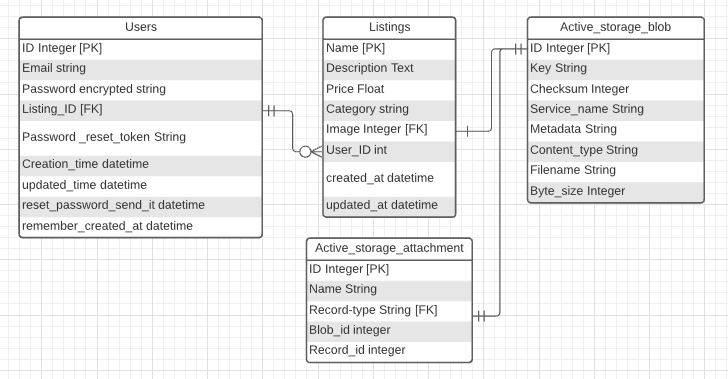 Users
ID Integer [PK]
Email string
Password encrypted string
Listing_ID [FK]
Password _reset_token String
Creation_time datetime
updated_time datetime
reset_password_send_it datetime
remember_created_at datetime
Listings
Name [PK]
Description Text
Price Float
Category string
Image Integer [FK]
User_ID int
created_at datetime
updated_at datetime
Active_storage_blob
ID Integer [PK]
Key String
Checksum Integer
Service_name String
Metadata String
Content_type String
Filename String
Byte_size Integer
Active_storage_attachment
ID Integer [PK]
Name String
Record-type String [FK]
Blob_id integer
Record_id integer